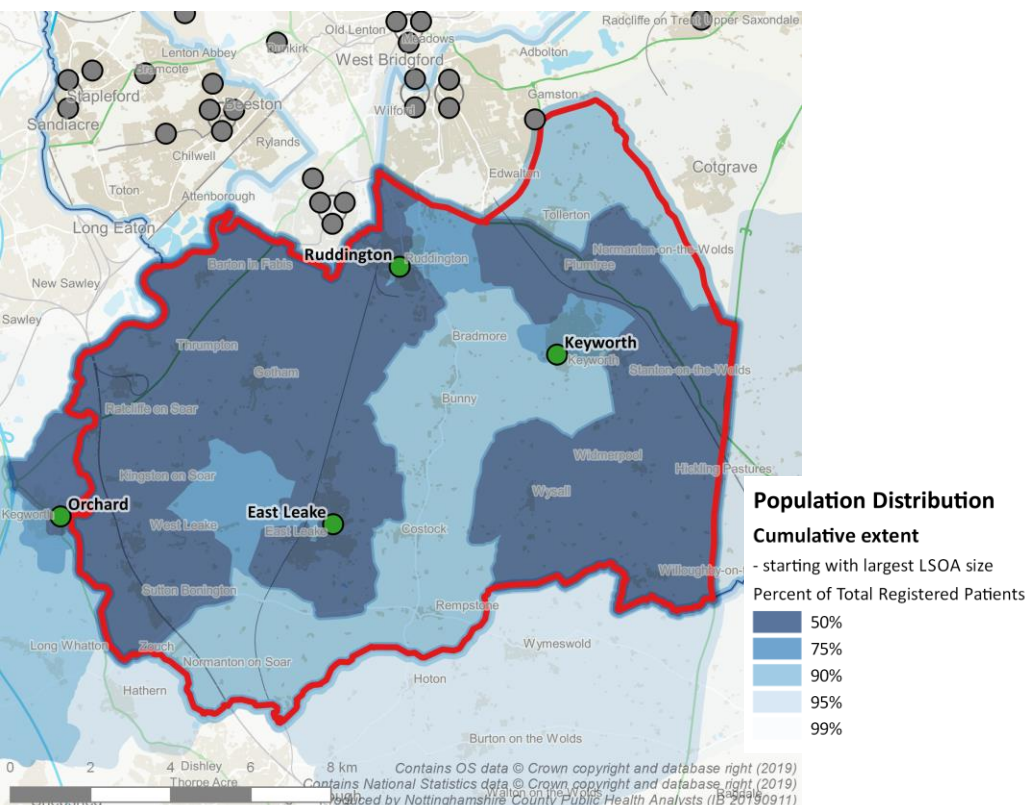 Radcliffe on Trent Upper Saxondale
Old Lenton
Meadows
Lenton Abbey
Dunkirk
Adbolton
West Bridgford
Bramcote
Stapleford
Gamston
Beeston
Wilford
Sandiacre
Rylands
Chilwell
Cotgrave
Edwalton
Toton
Attenborough
Tollerton
Long Eaton
Normanton-on-the-Wolds
Ruddington
Ruddington
Barton in Fabis
Plumtree
New Sawley
Sawley
Bradmore
Keyworth
Thrumpton
Keyworth
Gotham
Stanton-on-the-Wolds
Bunny
Ratcliffe on Soar
Widmerpool
Kingston on Soar
Hickling Pastures
Wysall
Orchard
Kegworth
East Leake
West Leake
East Leake
Costock
Willoughby-on-
Sutton Bonington
Rempstone
Long Whatton
Zouch
Wymeswold
Normanton on Soar
Hoton
Hathern
Burton on the Wolds
Dishley
Thorpe Acre
Walton on the Wolds
Ragdale
Population Distribution
Cumulative extent
- starting with largest LSOA size
Percent of Total Registered Patients
50%
75%
90%
95%
99%
0 2 4 6 8 km
Contains OS data © Crown copyright and database right (2019)
Contains National Statistics data © Crown copyright and database right (2019)
Produced by Nottinghamshire County Public Health Analysts (IB 20190911)